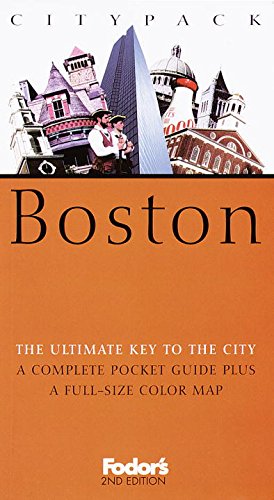 CITYPACK
Boston
THE ULTIMATE KEY TO THE CITY
A COMPLETE POCKET GUIDE PLUS
A FULL-SIZE COLOR MAP
Fodor's
2ND EDITION